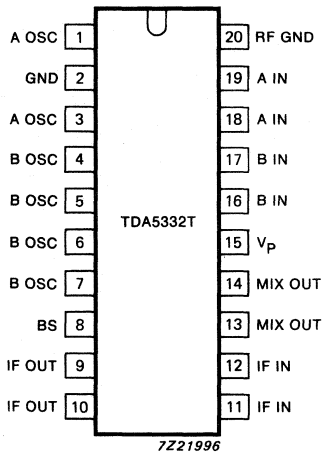 A OSC 1 20 RF GND
GND 2 19 A IN
A OSC 3 18 A IN
B OSC 4 17 B IN
B OSC 5 16 B IN
TDA5332T
B OSC 6 15 VP
B OSC 7 14 MIX OUT
BS 8 13 MIX OUT
IF OUT 9 12 IF IN
IF OUT 10 11 IF IN
7Z21996